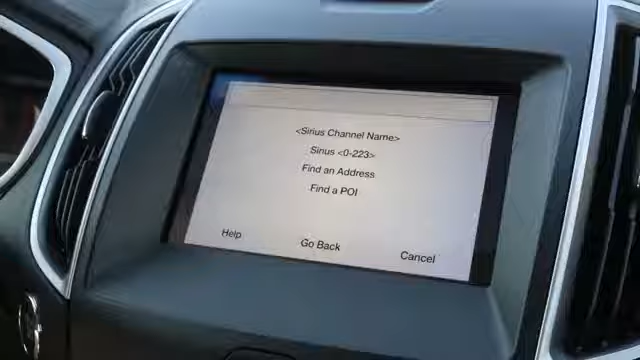 <Sirius Channel Name>
Sirius <0-223>
Find an Address
Find a POI
Help
Go Back
Cancel